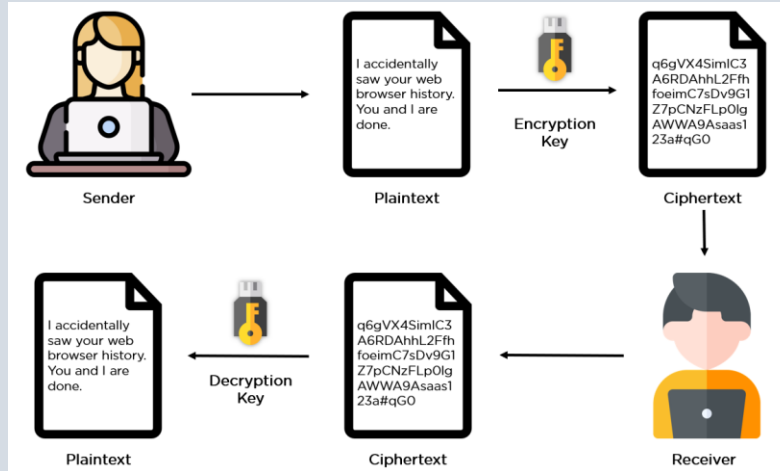 I accidentally
saw your web
browser history.
You and I are
done.
q6gVX4SimIC3
A6RDAhhL2Ffh
foeimC7sDv9G1
Z7pCNzFLp0lg
AWWA9Asaas1
23a#qG0
Encryption
Key
Sender
Plaintext
Ciphertext
I accidentally
saw your web
browser history.
You and I are
done.
q6gVX4SimIC3
A6RDAhhL2Ffh
foeimC7sDv9G1
Z7pCNzFLp0lg
AWWA9Asaas1
23a#qG0
Decryption
Key
Plaintext
Ciphertext
Receiver